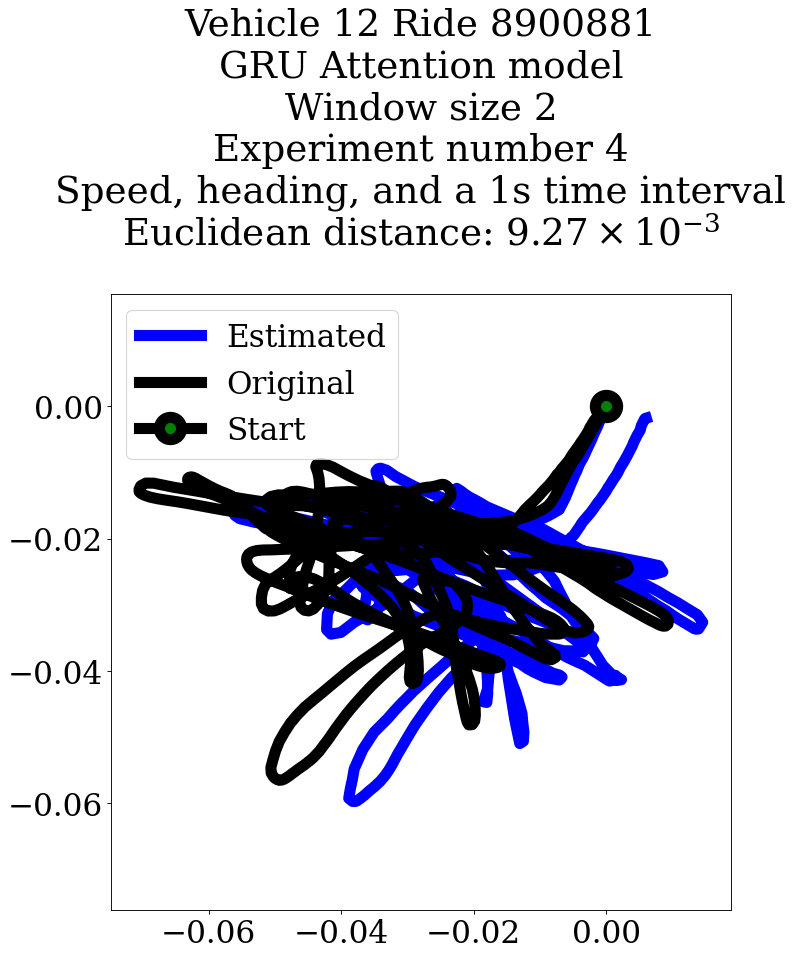 Vehicle 12 Ride 8900881
GRU Attention model
Window size 2
Experiment number 4
Speed, heading, and a 1s time interval
Euclidean distance: 9.27 × 10⁻³
Estimated
Original
Start
0.00
−0.02
−0.04
−0.06
−0.06 −0.04 −0.02 0.00